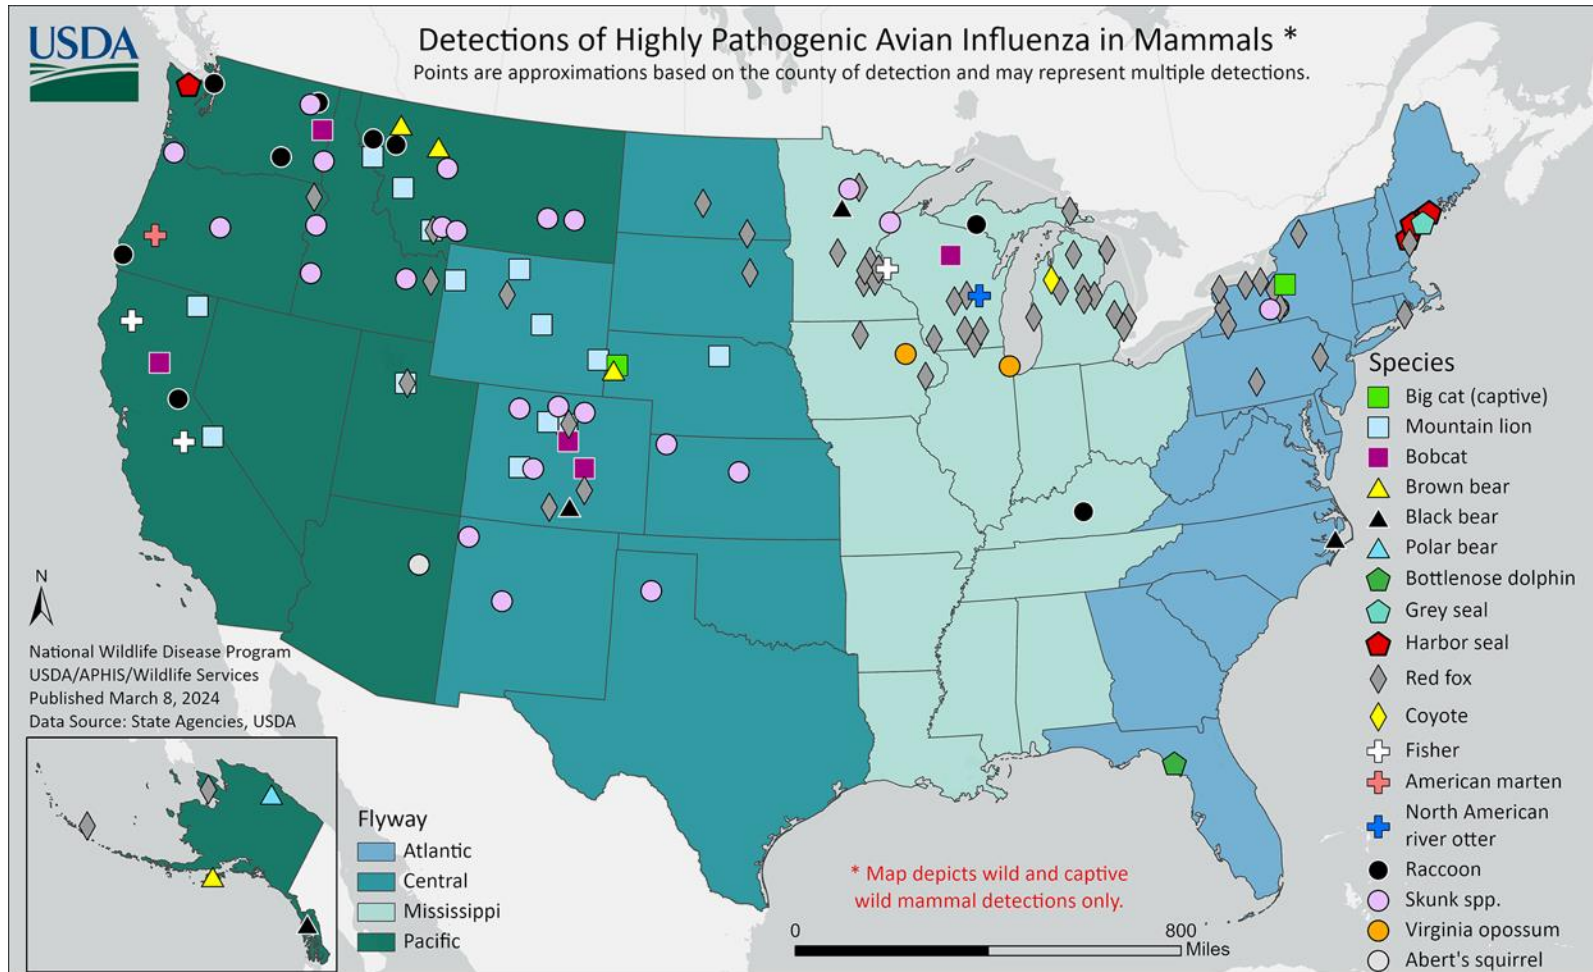 USDA
Detections of Highly Pathogenic Avian Influenza in Mammals *
Points are approximations based on the county of detection and may represent multiple detections.
N
National Wildlife Disease Program
USDA/APHIS/Wildlife Services
Published March 8, 2024
Data Source: State Agencies, USDA
Flyway
Atlantic
Central
Mississippi
Pacific
* Map depicts wild and captive
wild mammal detections only.
0 800
Miles
Species
Big cat (captive)
Mountain lion
Bobcat
Brown bear
Black bear
Polar bear
Bottlenose dolphin
Grey seal
Harbor seal
Red fox
Coyote
Fisher
American marten
North American
river otter
Raccoon
Skunk spp.
Virginia opossum
Abert's squirrel